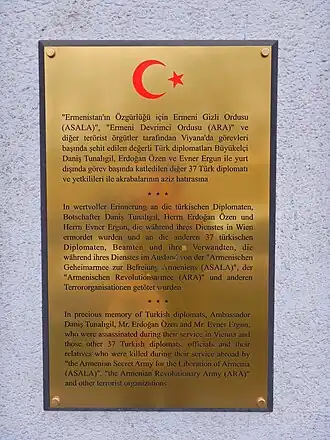 "Ermenistan'ın Özgürlüğü için Ermeni Gizli Ordusu
(ASALA)", "Ermeni Devrimci Ordusu (ARA)" ve
diğer terörist örgütler tarafından Viyana'da görevleri
başında şehit edilen değerli Türk diplomatları Büyükelçi
Daniş Tunalıgil, Erdoğan Özen ve Evner Ergun ile yurt
dışında görev başında katledilen diğer 37 Türk diplomatı
ve yetkilileri ile akrabalarının aziz hatırasına
* * *
In wertvoller Erinnerung an die türkischen Diplomaten,
Botschafter Daniş Tunalıgil, Herrn Erdoğan Özen und
Herrn Evner Ergun, die während ihres Dienstes in Wien
ermordet wurden und an die anderen 37 türkischen
Diplomaten, Beamten und ihre Verwandten, die
während ihres Dienstes im Ausland von der "Armenischen
Geheimarmee zur Befreiung Armeniens (ASALA)", der
"Armenischen Revolutionsarmee (ARA)" und anderen
Terrororganisationen getötet wurden
* * *
In precious memory of Turkish diplomats, Ambassador
Daniş Tunalıgil, Mr. Erdoğan Özen and Mr. Evner Ergun,
who were assassinated during their service in Vienna and
those other 37 Turkish diplomats, officials and their
relatives who were killed during their service abroad by
"the Armenian Secret Army for the Liberation of Armenia
(ASALA)", "the Armenian Revolutionary Army (ARA)"
and other terrorist organizations